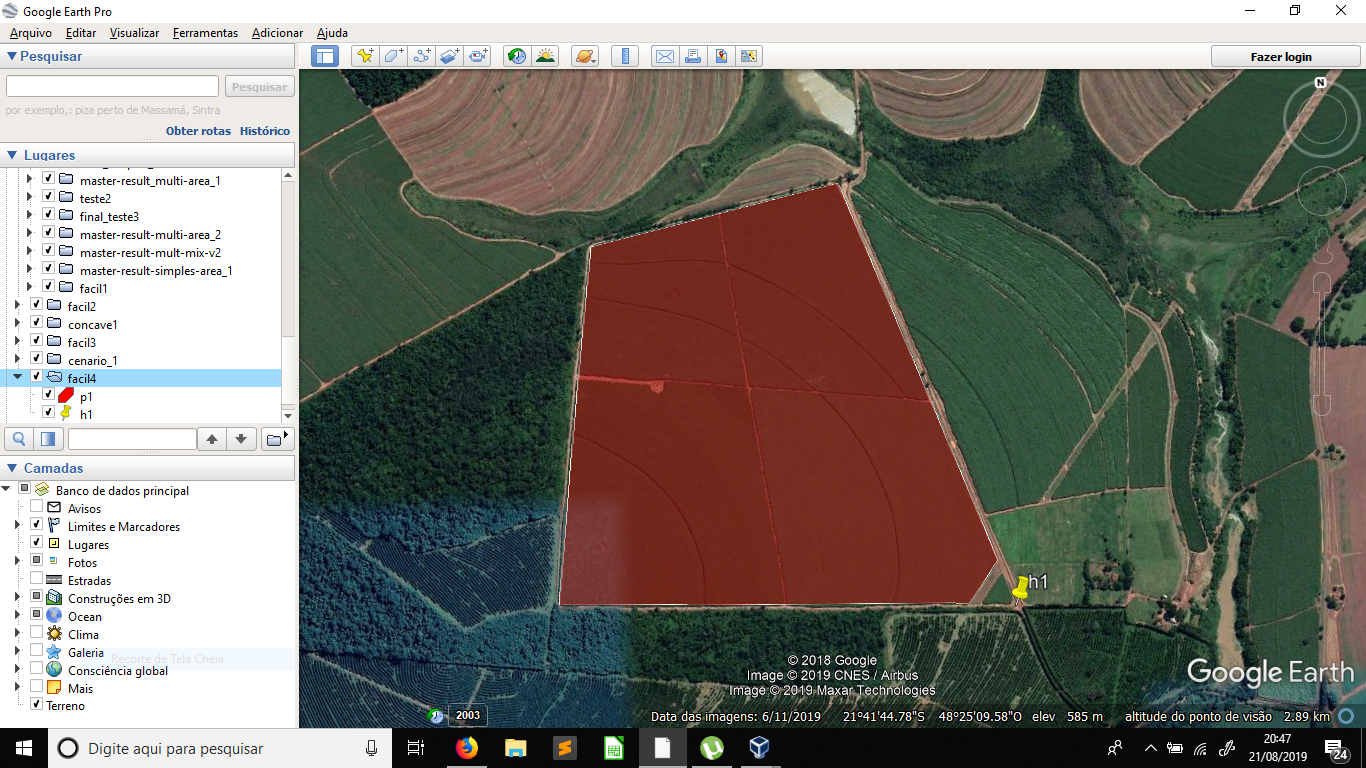 Google Earth Pro
Arquivo Editar Visualizar Ferramentas Adicionar Ajuda
Pesquisar
Fazer login
Pesquisar
por exemplo,: piza perto de Massamá, Sintra
Obter rotas Histórico
Lugares
master-result_multi-area_1
teste2
final_teste3
master-result-multi-area_2
master-result-mult-mix-v2
master-result-simples-area_1
facil1
facil2
concave1
facil3
cenario_1
facil4
p1
h1
Camadas
Banco de dados principal
Avisos
Limites e Marcadores
Lugares
Fotos
Estradas
Construções em 3D
Ocean
Clima
Galeria
Recorte de Tela Cheia
Consciência global
Mais
Terreno
N
h1
© 2018 Google
Image © 2019 CNES / Airbus
Image © 2019 Maxar Technologies
Google Earth
2003
Data das imagens: 6/11/2019 21°41'44.78"S 48°25'09.58"O elev 585 m altitude do ponto de visão 2.89 km
Digite aqui para pesquisar
20:47
21/08/2019
24